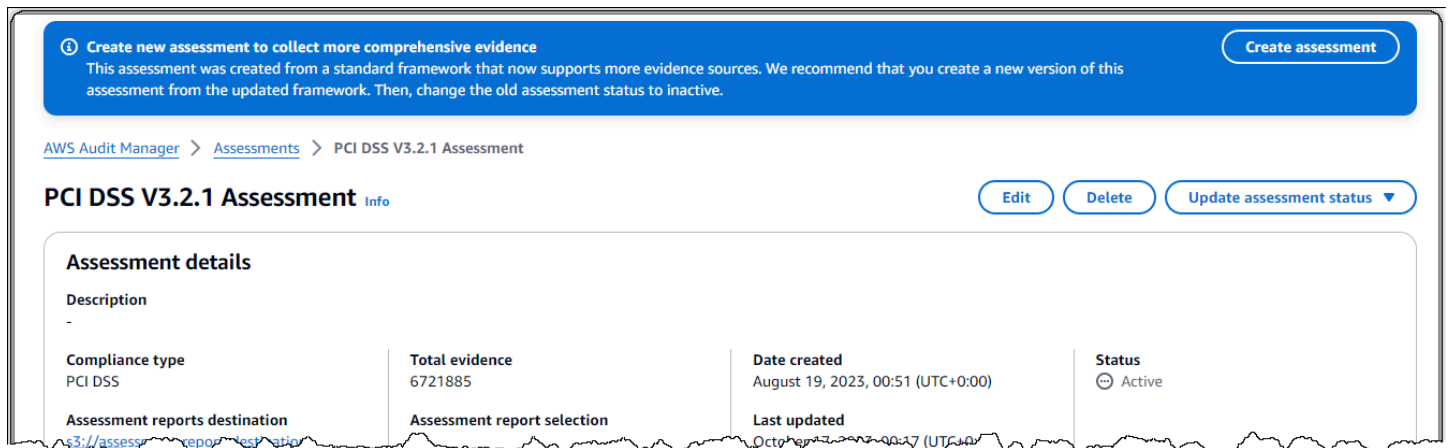 Create new assessment to collect more comprehensive evidence
Create assessment
This assessment was created from a standard framework that now supports more evidence sources. We recommend that you create a new version of this
assessment from the updated framework. Then, change the old assessment status to inactive.
AWS Audit Manager > Assessments > PCI DSS V3.2.1 Assessment
PCI DSS V3.2.1 Assessment Info
Edit Delete Update assessment status
Assessment details
Description
-
Compliance type Total evidence Date created Status
PCI DSS 6721885 August 19, 2023, 00:51 (UTC+0:00) Active
Assessment reports destination Assessment report selection Last updated